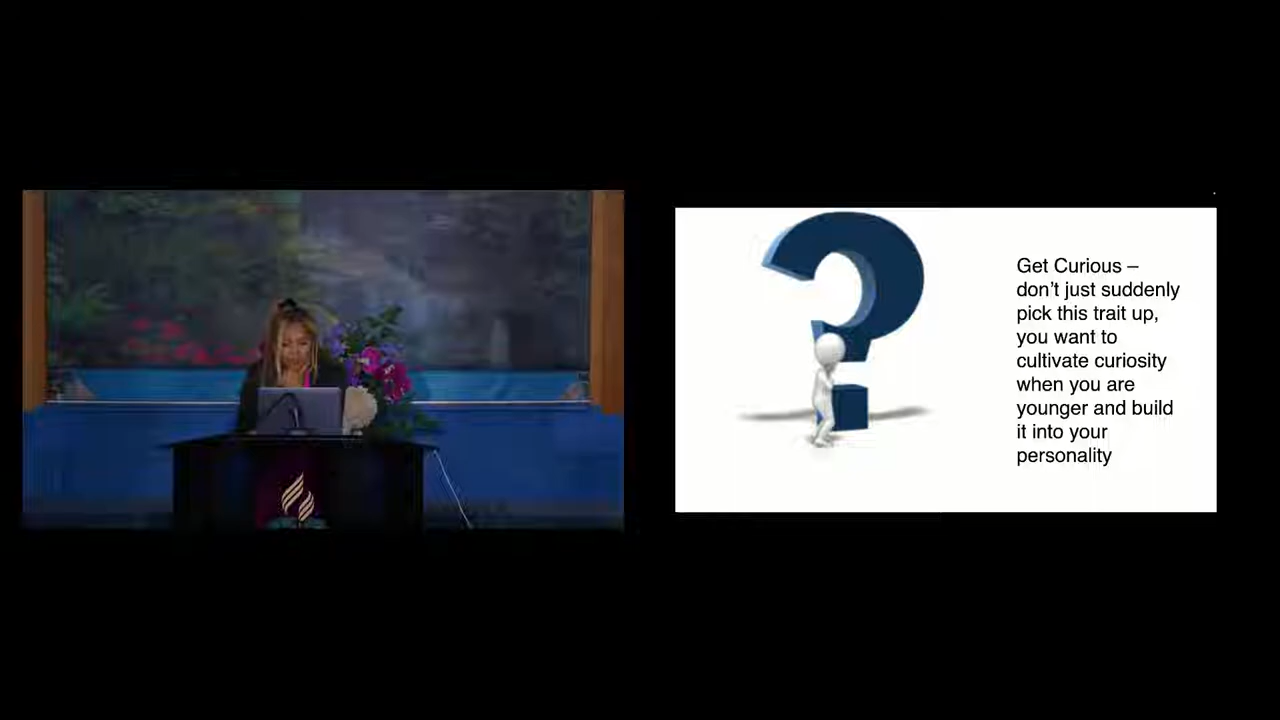 Get Curious –
don't just suddenly
pick this trait up,
you want to
cultivate curiosity
when you are
younger and build
it into your
personality